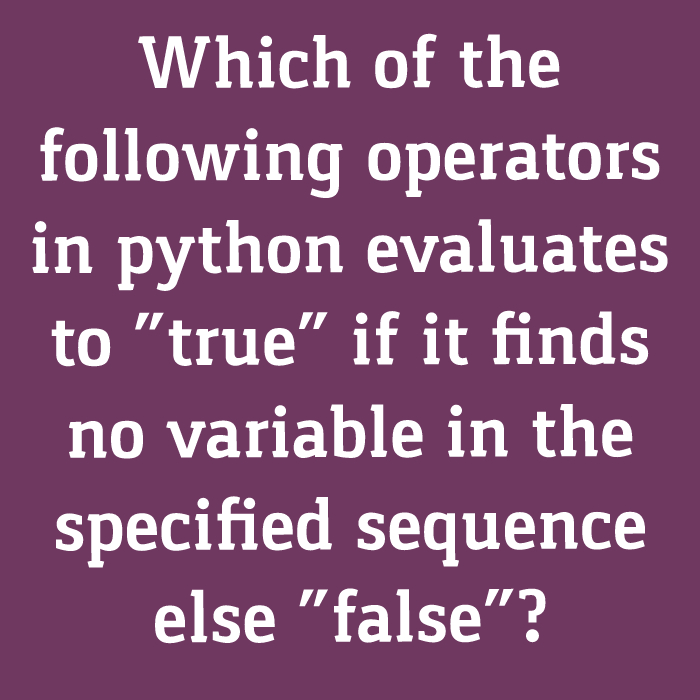 Which of the
following operators
in python evaluates
to "true" if it finds
no variable in the
specified sequence
else "false"?